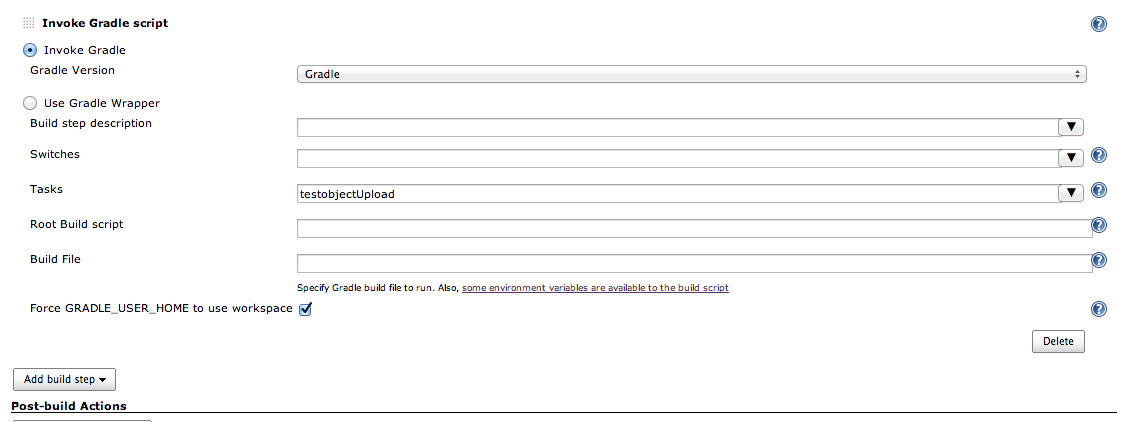 Invoke Gradle script
Invoke Gradle
Gradle Version
Gradle
Use Gradle Wrapper
Build step description
Switches
Tasks
testobjectUpload
Root Build script
Build File
Specify Gradle build file to run. Also, some environment variables are available to the build script
Force GRADLE_USER_HOME to use workspace
Delete
Add build step
Post-build Actions